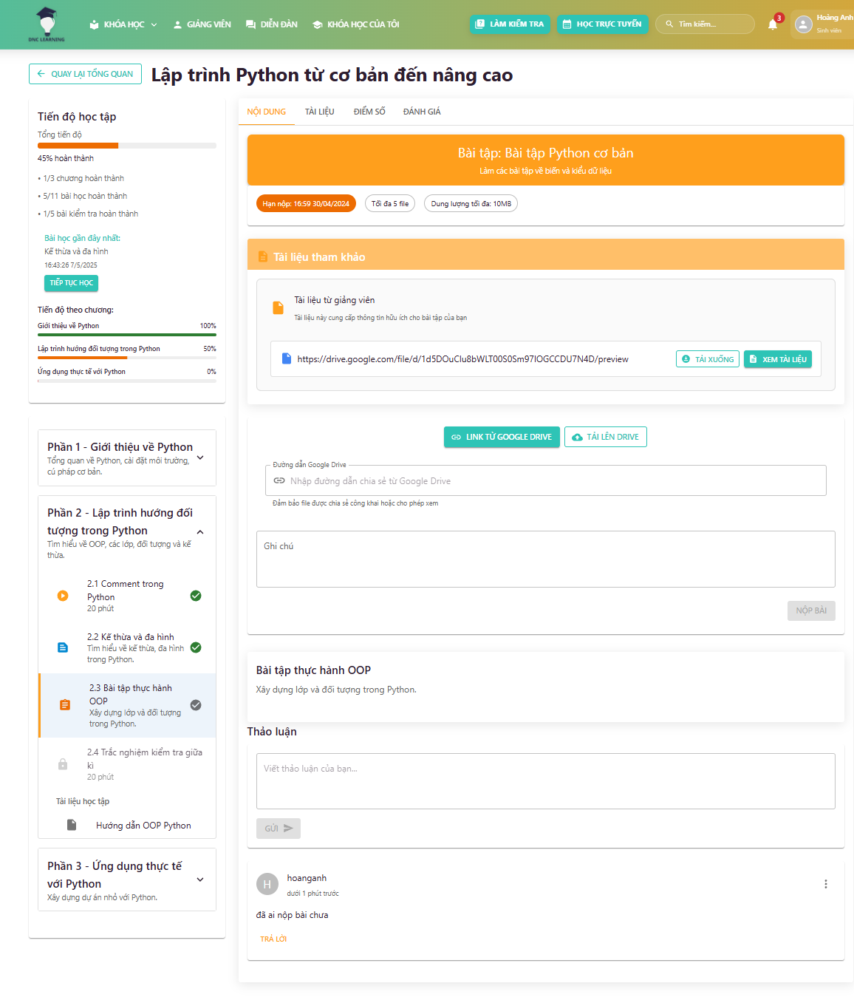 DNC LEARNING
KHÓA HỌC
GIẢNG VIÊN
DIỄN ĐÀN
KHÓA HỌC CỦA TÔI
LÀM KIỂM TRA
HỌC TRỰC TUYẾN
Tìm kiếm...
3
Hoàng Anh
Sinh viên
QUAY LẠI TỔNG QUAN
Lập trình Python từ cơ bản đến nâng cao
Tiến độ học tập
Tổng tiến độ
45% hoàn thành
• 1/3 chương hoàn thành
• 5/11 bài học hoàn thành
• 1/5 bài kiểm tra hoàn thành
Bài học gần đây nhất:
Kế thừa và đa hình
16:43:26 7/5/2025
TIẾP TỤC HỌC
Tiến độ theo chương:
Giới thiệu về Python 100%
Lập trình hướng đối tượng trong Python 50%
Ứng dụng thực tế với Python 0%
Phần 1 - Giới thiệu về Python
Tổng quan về Python, cài đặt môi trường,
cú pháp cơ bản.
Phần 2 - Lập trình hướng đối
tượng trong Python
Tìm hiểu về OOP, các lớp, đối tượng và kế
thừa.
2.1 Comment trong
Python
20 phút
2.2 Kế thừa và đa hình
Tìm hiểu về kế thừa, đa hình
trong Python.
2.3 Bài tập thực hành
OOP
Xây dựng lớp và đối tượng
trong Python.
2.4 Trắc nghiệm kiểm tra giữa
kì
20 phút
Tài liệu học tập
Hướng dẫn OOP Python
Phần 3 - Ứng dụng thực tế
với Python
Xây dựng dự án nhỏ với Python.
NỘI DUNG
TÀI LIỆU
ĐIỂM SỐ
ĐÁNH GIÁ
Bài tập: Bài tập Python cơ bản
Làm các bài tập về biến và kiểu dữ liệu
Hạn nộp: 16:59 30/04/2024
Tối đa 5 file
Dung lượng tối đa: 10MB
Tài liệu tham khảo
Tài liệu từ giảng viên
Tài liệu này cung cấp thông tin hữu ích cho bài tập của bạn
https://drive.google.com/file/d/1d5DOuClu8bWLT00S0Sm97IOGCCDU7N4D/preview
TẢI XUỐNG
XEM TÀI LIỆU
LINK TỪ GOOGLE DRIVE
TẢI LÊN DRIVE
Đường dẫn Google Drive
Nhập đường dẫn chia sẻ từ Google Drive
Đảm bảo file được chia sẻ công khai hoặc cho phép xem
Ghi chú
NỘP BÀI
Bài tập thực hành OOP
Xây dựng lớp và đối tượng trong Python.
Thảo luận
Viết thảo luận của bạn...
GỬI
H
hoanganh
dưới 1 phút trước
đã ai nộp bài chưa
TRẢ LỜI